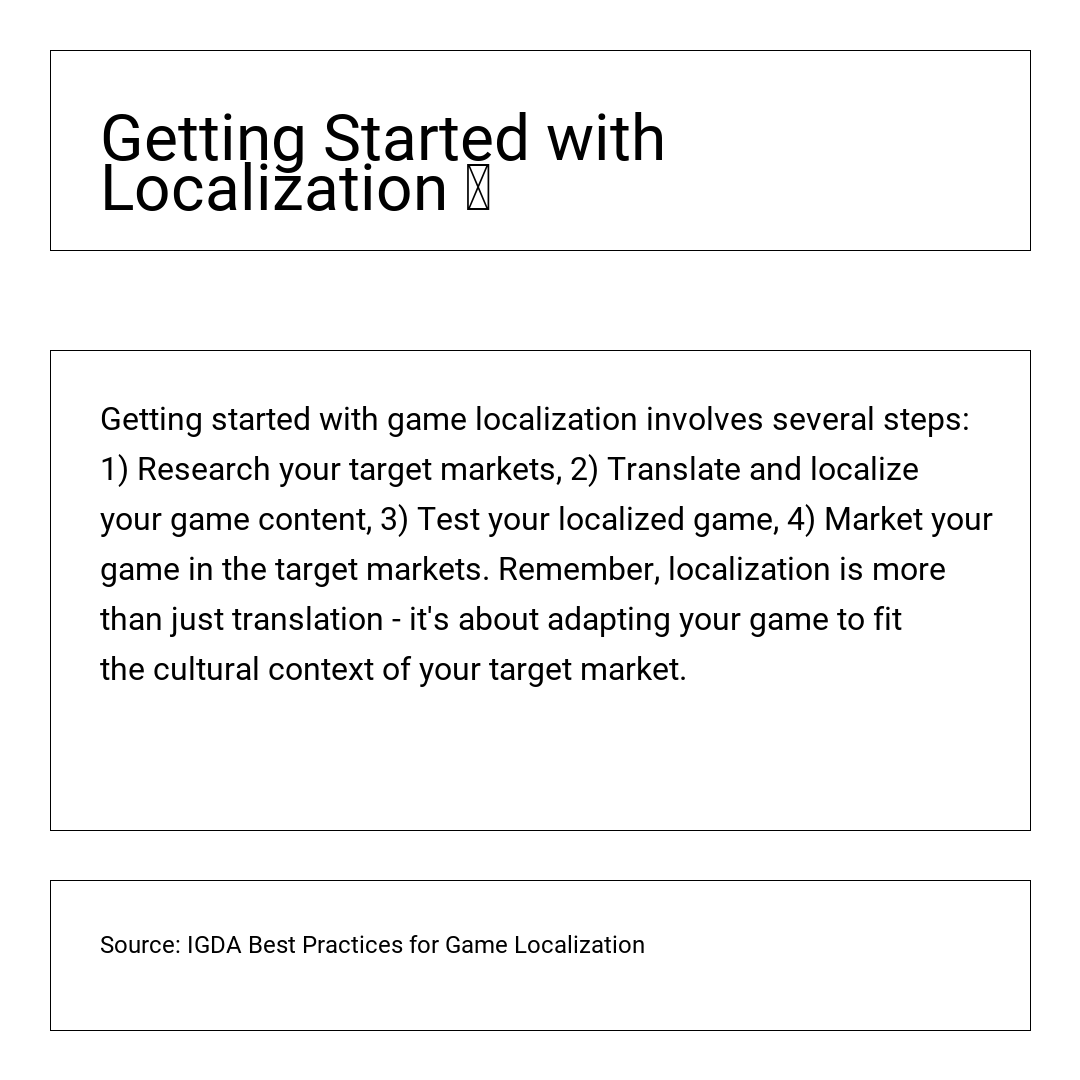 Getting Started with
Localization
Getting started with game localization involves several steps:
1) Research your target markets, 2) Translate and localize
your game content, 3) Test your localized game, 4) Market your
game in the target markets. Remember, localization is more
than just translation - it's about adapting your game to fit
the cultural context of your target market.
Source: IGDA Best Practices for Game Localization